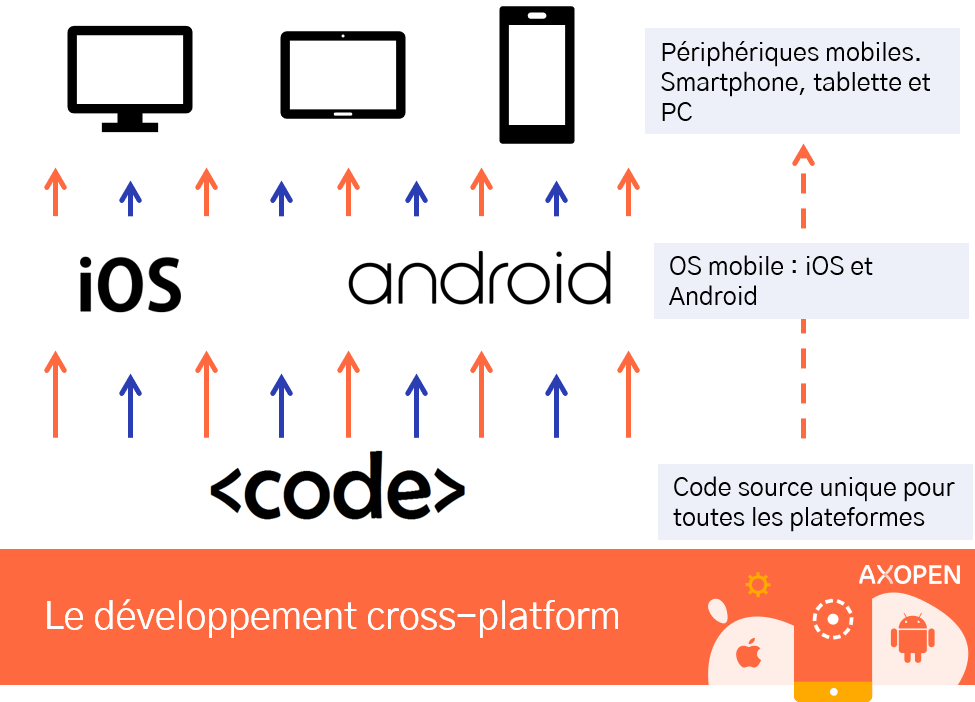 Périphériques mobiles.
Smartphone, tablette et
PC
iOS
android
OS mobile : iOS et
Android
<code>
Code source unique pour
toutes les plateformes
AXOPEN
Le développement cross-platform